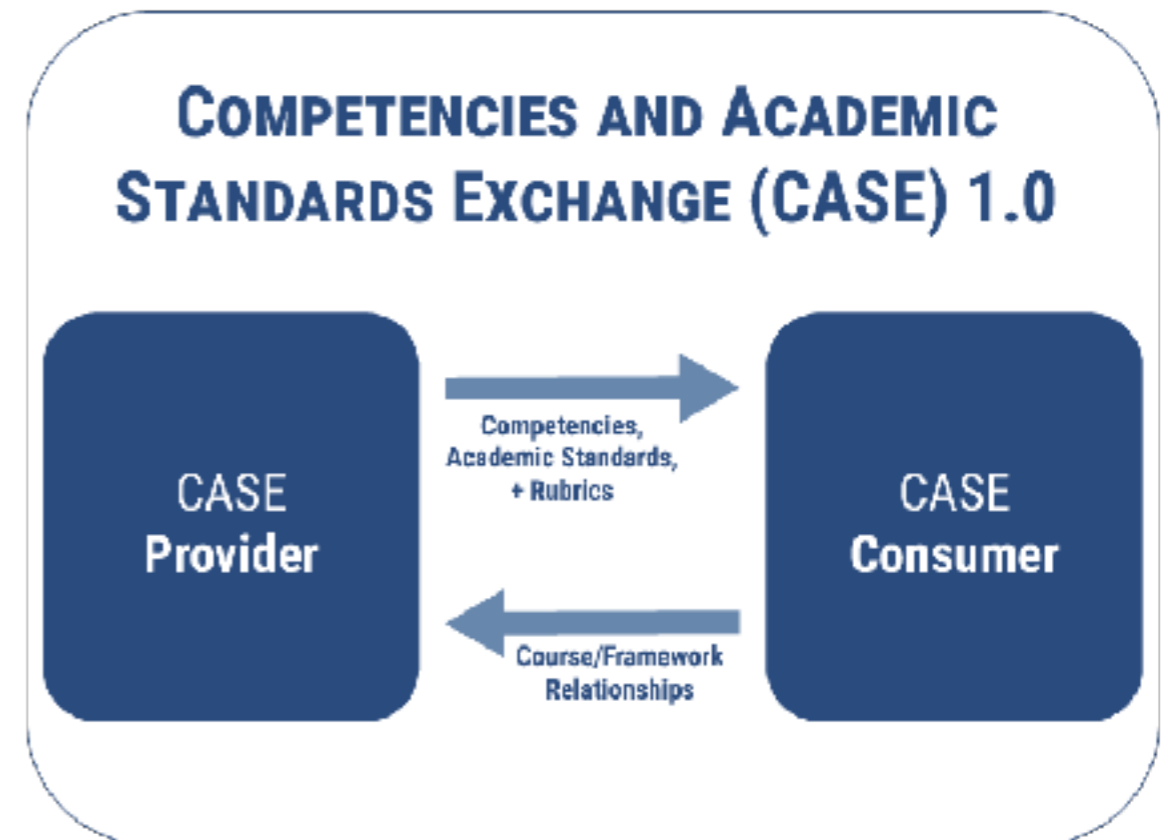 COMPETENCIES AND ACADEMIC
STANDARDS EXCHANGE (CASE) 1.0
CASE
Provider
Competencies,
Academic Standards,
+ Rubrics
Course/Framework
Relationships
CASE
Consumer